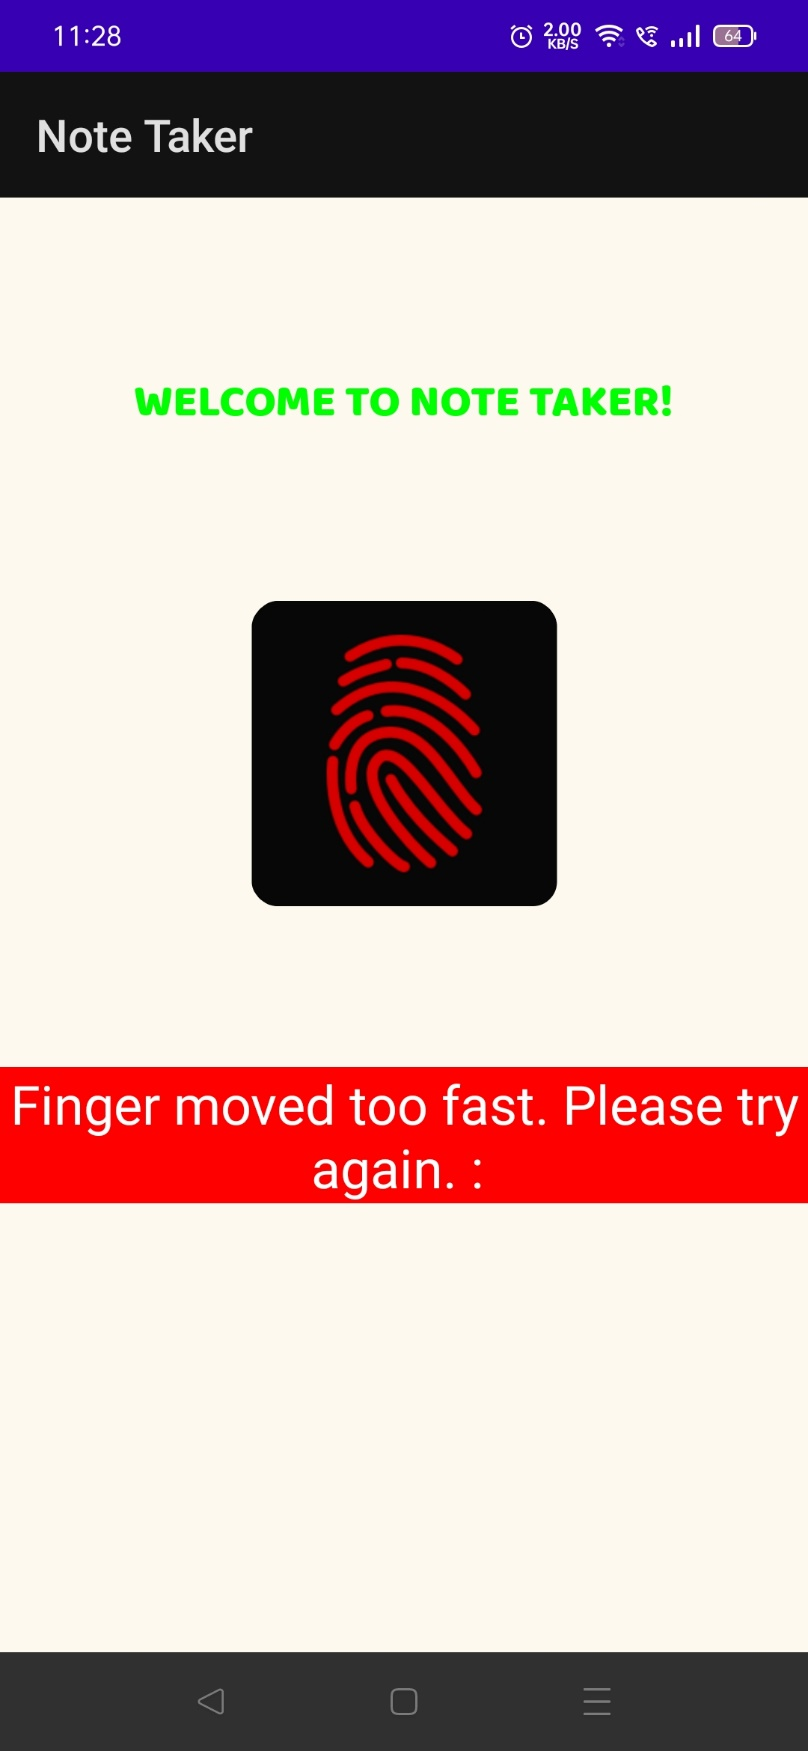 11:28
2.00
KB/S
64
Note Taker
WELCOME TO NOTE TAKER!
Finger moved too fast. Please try
again. :